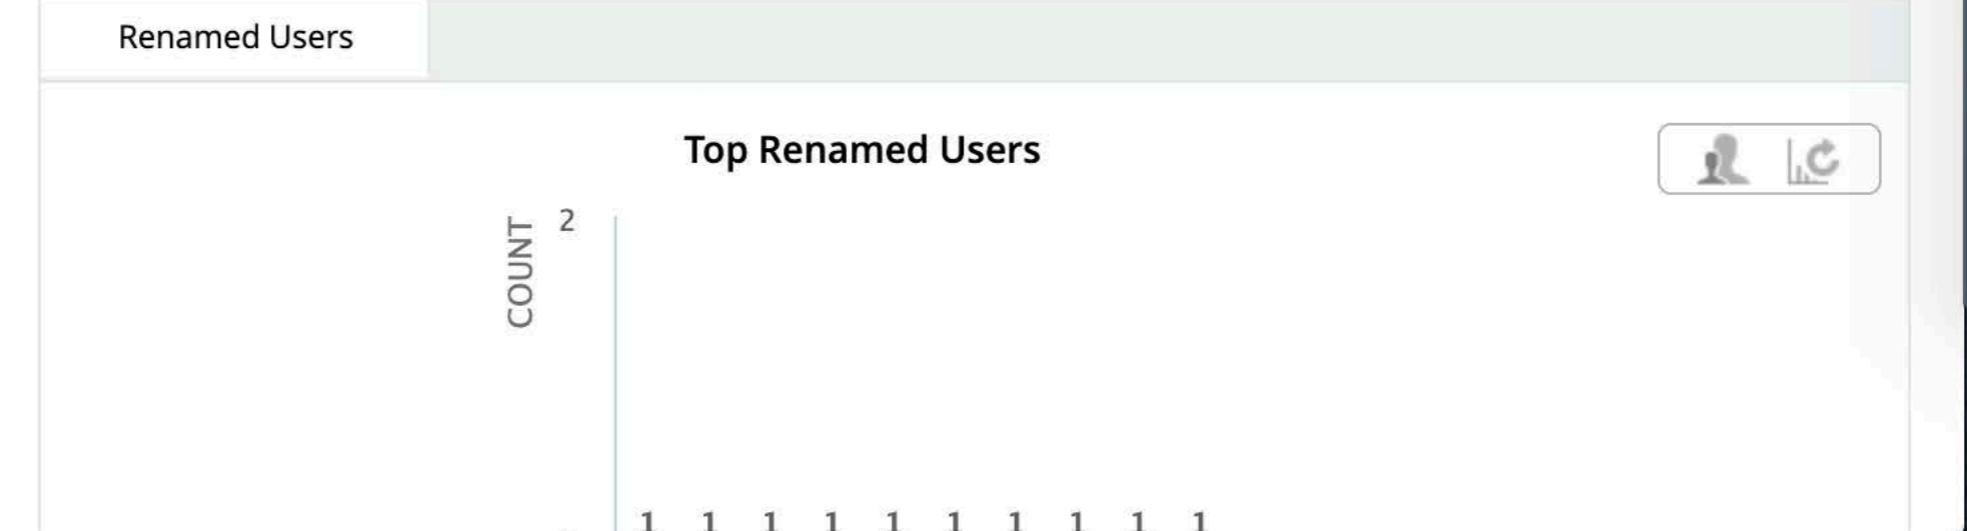 Renamed Users
Top Renamed Users
COUNT
2
1 1 1 1 1 1 1 1 1 1